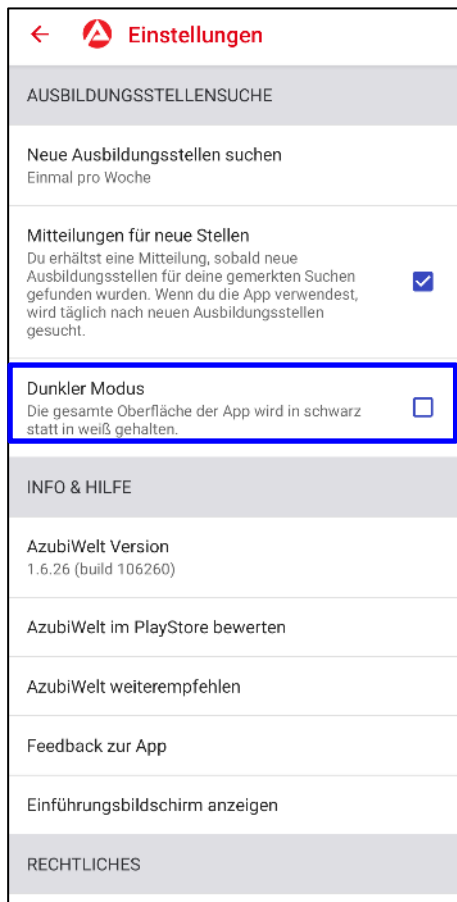 Einstellungen
AUSBILDUNGSSTELLENSUCHE
Neue Ausbildungsstellen suchen
Einmal pro Woche
Mitteilungen für neue Stellen
Du erhältst eine Mitteilung, sobald neue
Ausbildungsstellen für deine gemerkten Suchen
gefunden wurden. Wenn du die App verwendest,
wird täglich nach neuen Ausbildungsstellen
gesucht.
Dunkler Modus
Die gesamte Oberfläche der App wird in schwarz
statt in weiß gehalten.
INFO & HILFE
AzubiWelt Version
1.6.26 (build 106260)
AzubiWelt im PlayStore bewerten
AzubiWelt weiterempfehlen
Feedback zur App
Einführungsbildschirm anzeigen
RECHTLICHES